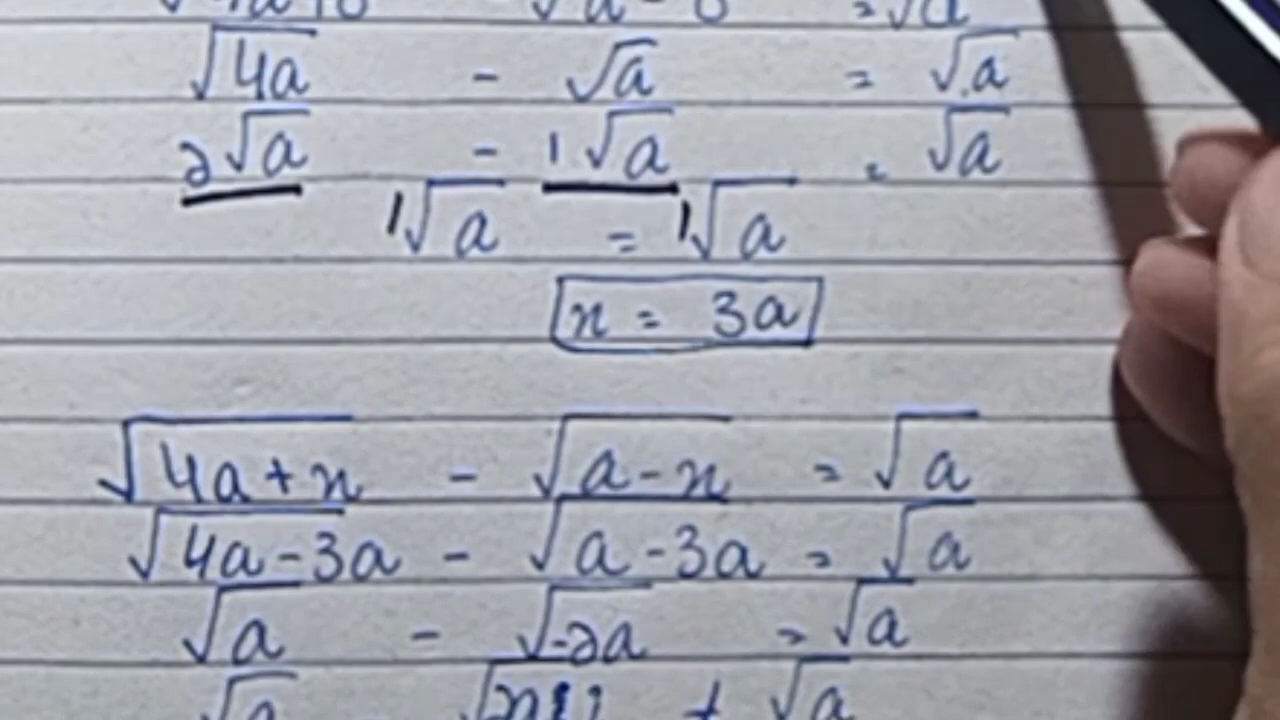 √4a - √a = √a
2√a - 1√a = √a
1√a = 1√a
n = 3a
√4a+n - √a-n = √a
√4a-3a - √a-3a = √a
√a - √-2a = √a